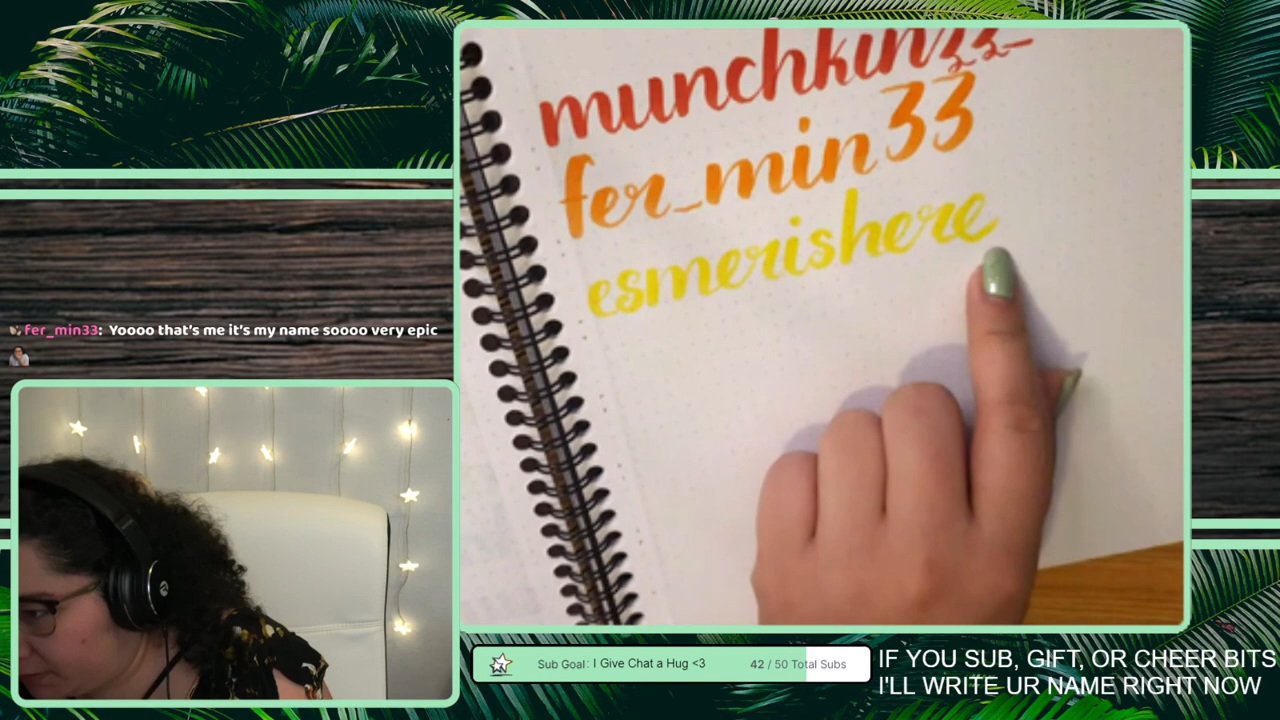 munchkin33_
fer_min33
esmerishere
fer_min33: Yoooo that's me it's my name soooo very epic
Sub Goal: I Give Chat a Hug <3
42 / 50 Total Subs
IF YOU SUB, GIFT, OR CHEER BITS
I'LL WRITE UR NAME RIGHT NOW